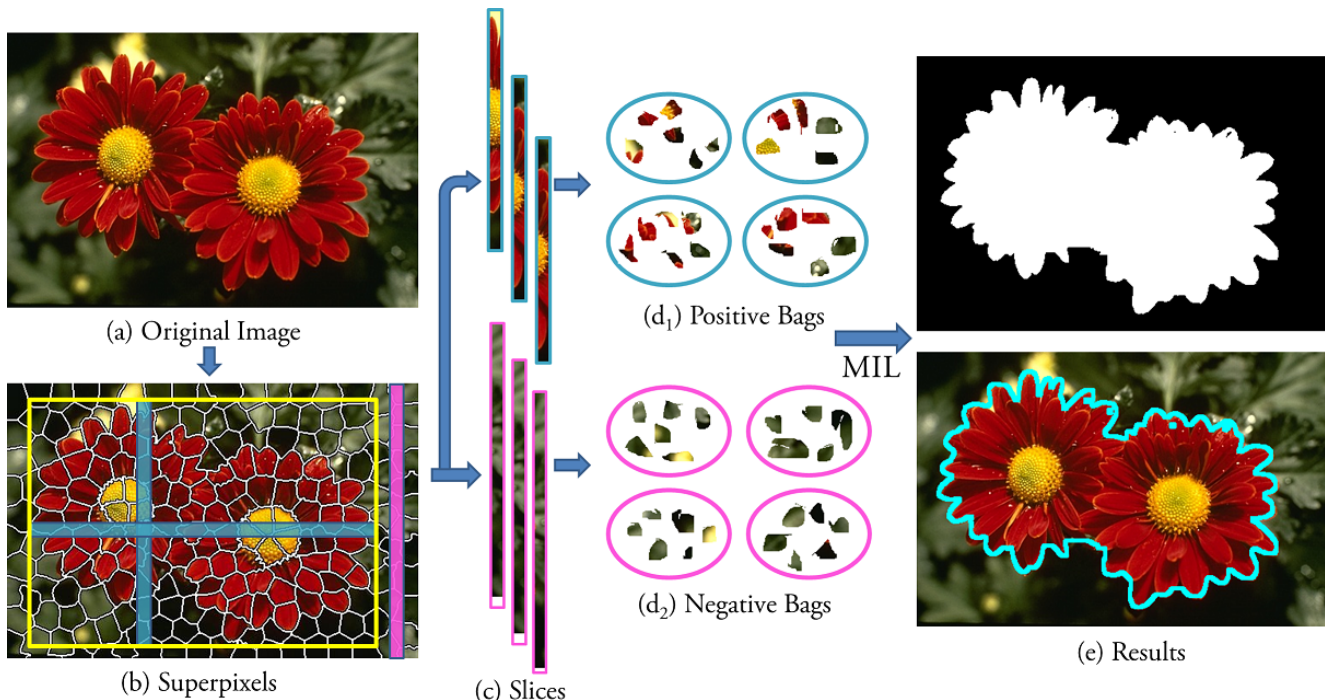 (a) Original Image
(b) Superpixels
(c) Slices
(d₁) Positive Bags
(d₂) Negative Bags
MIL
(e) Results